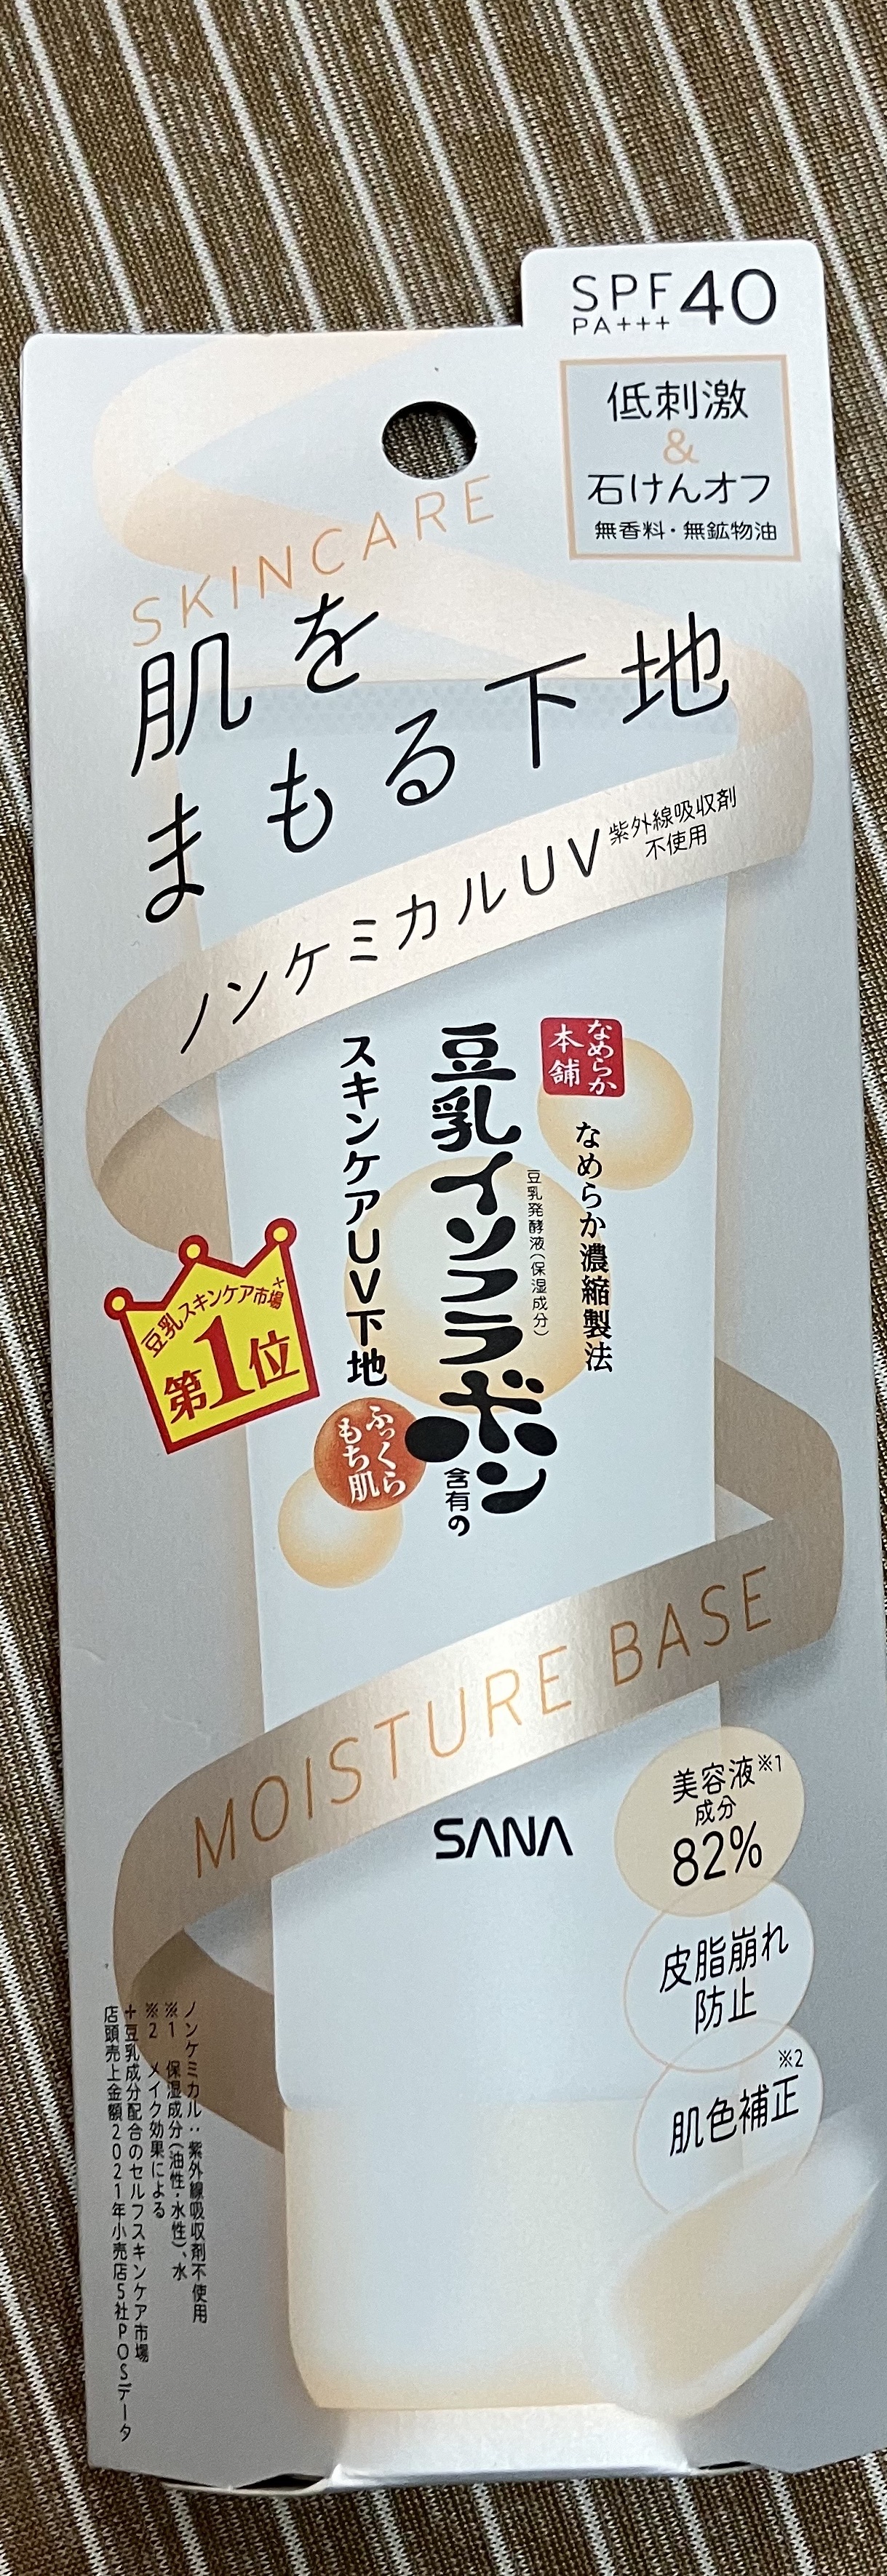 SPF40
PA+++
低刺激
&
石けんオフ
無香料・無鉱物油
SKINCARE
肌を
まもる下地
ノンケミカルUV
紫外線吸収剤
不使用
なめらか
本舗
なめらか濃縮製法
豆乳発酵液(保湿成分)
豆乳イソフラボン
含有の
スキンケアUV下地
ふっくら
もち肌
豆乳スキンケア市場+
第1位
MOISTURE BASE
SANA
美容液※1
成分
82%
皮脂崩れ
防止
※2
肌色補正
ノンケミカル:紫外線吸収剤不使用
※1 保湿成分(油性・水性)、水
※2 メイク効果による
+豆乳成分配合のセルフスキンケア市場
店頭売上金額2021年小売店5社POSデータ